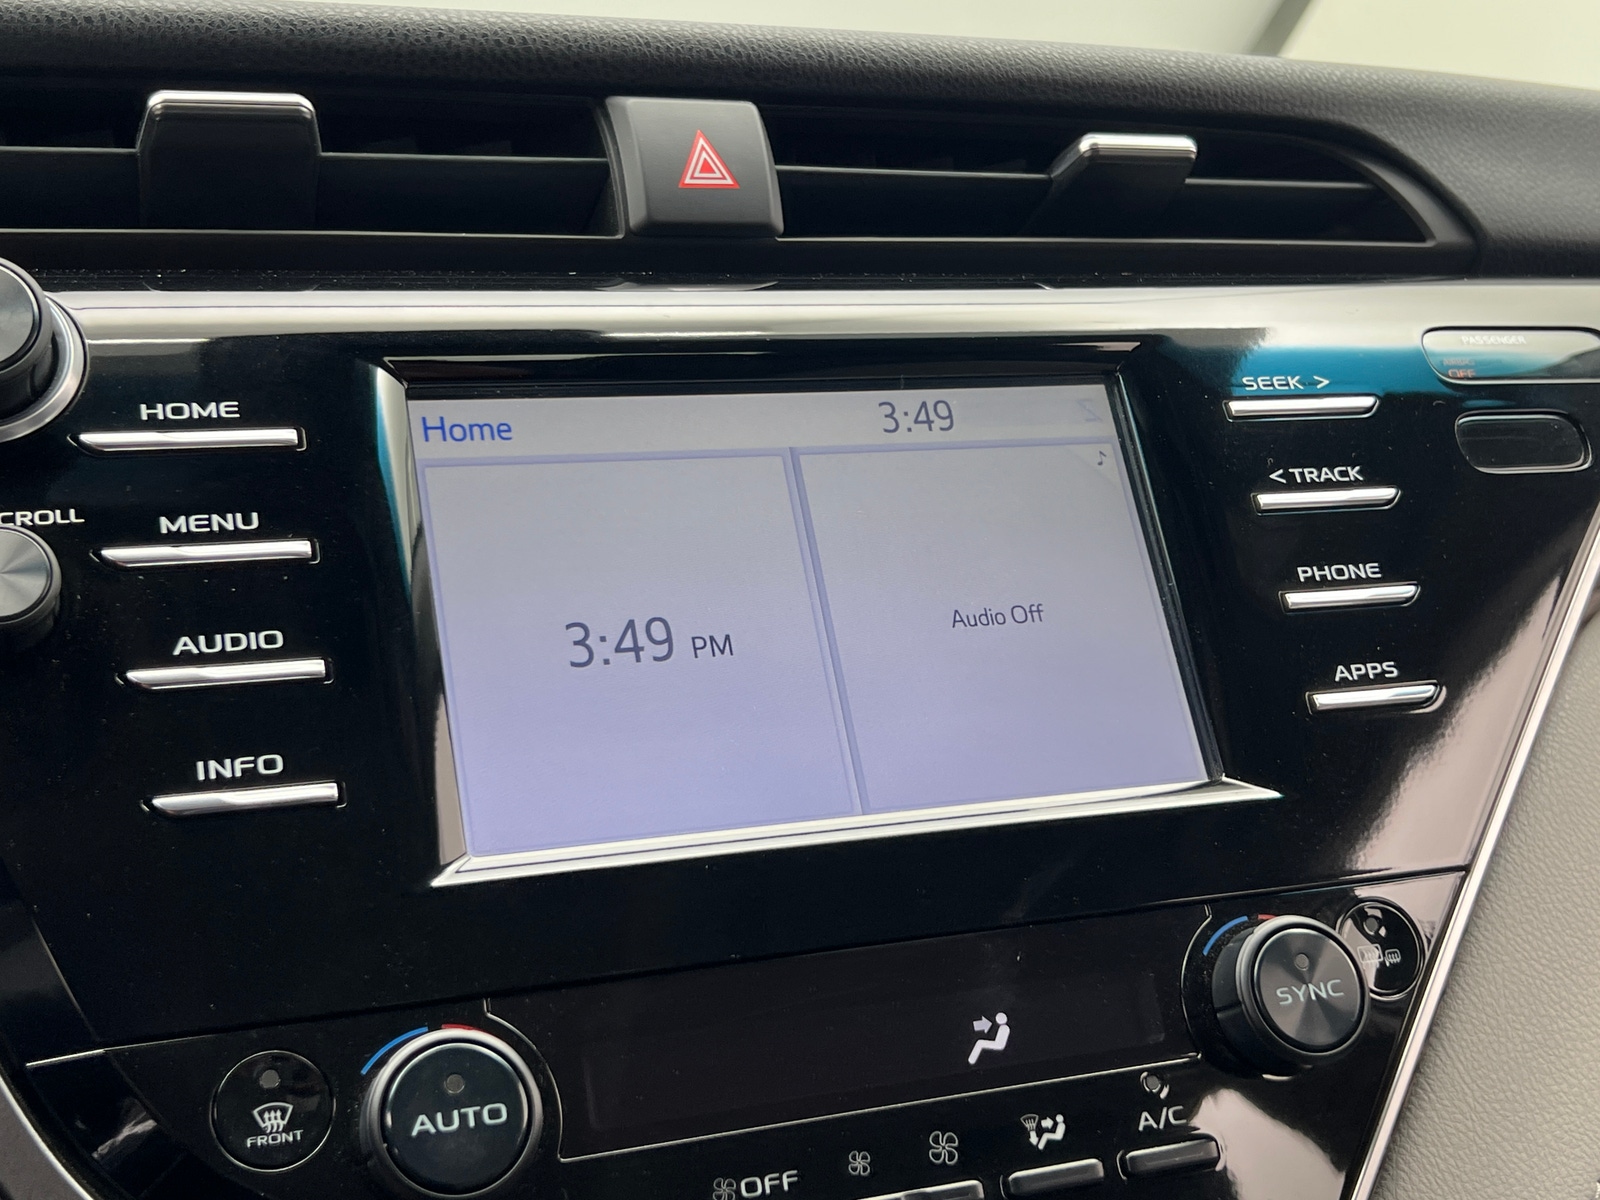 HOME
MENU
CROLL
AUDIO
INFO
Home
3:49
3:49 PM
Audio Off
SEEK >
< TRACK
PHONE
APPS
PASSENGER
OFF
FRONT
AUTO
OFF
A/C
SYNC